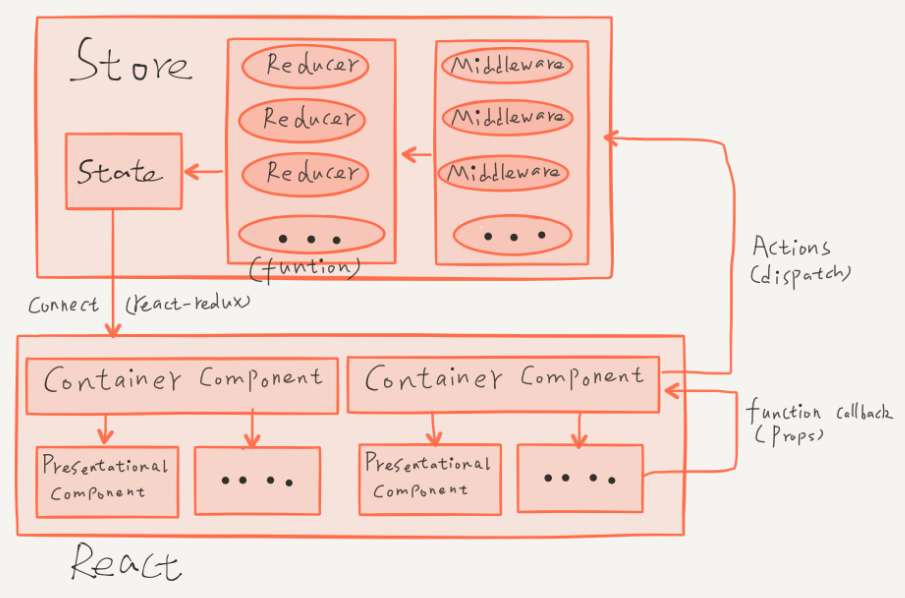 Store
Reducer
Reducer
Reducer
• • •
(funtion)
Middleware
Middleware
Middleware
• • •
State
Connect (react-redux)
Actions
(dispatch)
Container Component
Container Component
Presentational
Component
• • • •
Presentational
Component
• • • •
function callback
(Props)
React